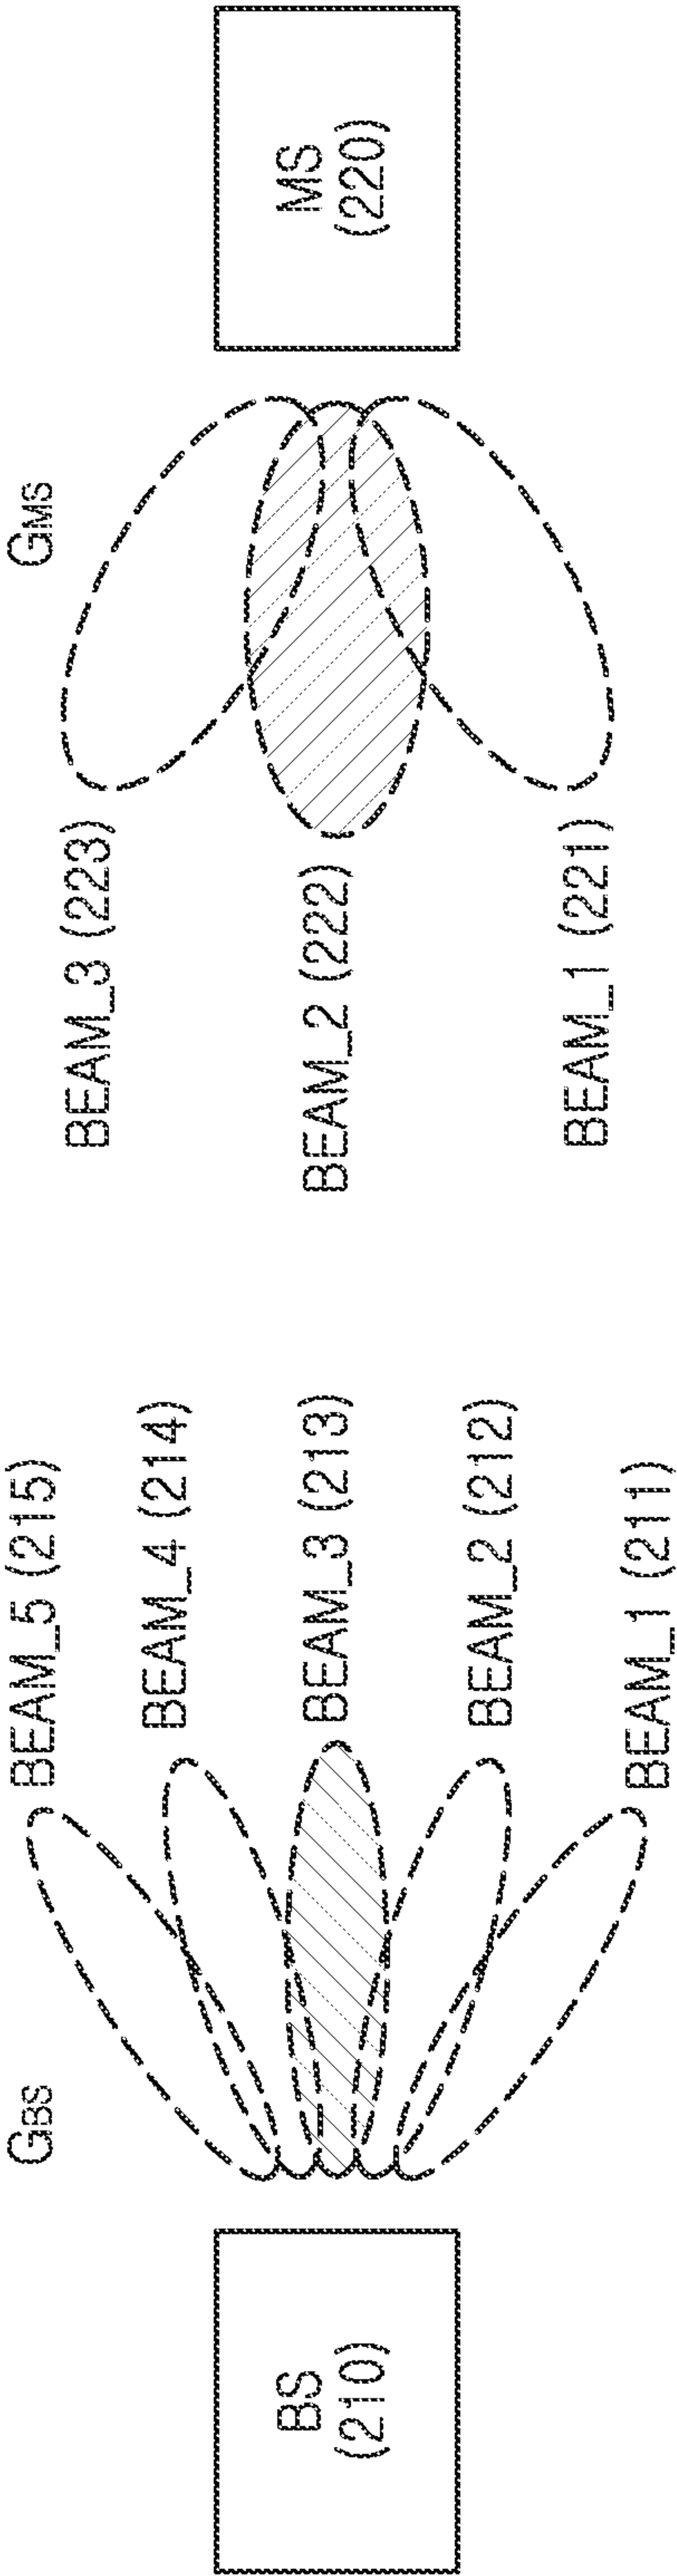 GBS
GMS
BEAM_5 (215)
BEAM_4 (214)
BEAM_3 (213)
BEAM_2 (212)
BEAM_1 (211)
BEAM_3 (223)
BEAM_2 (222)
BEAM_1 (221)
BS
(210)
MS
(220)